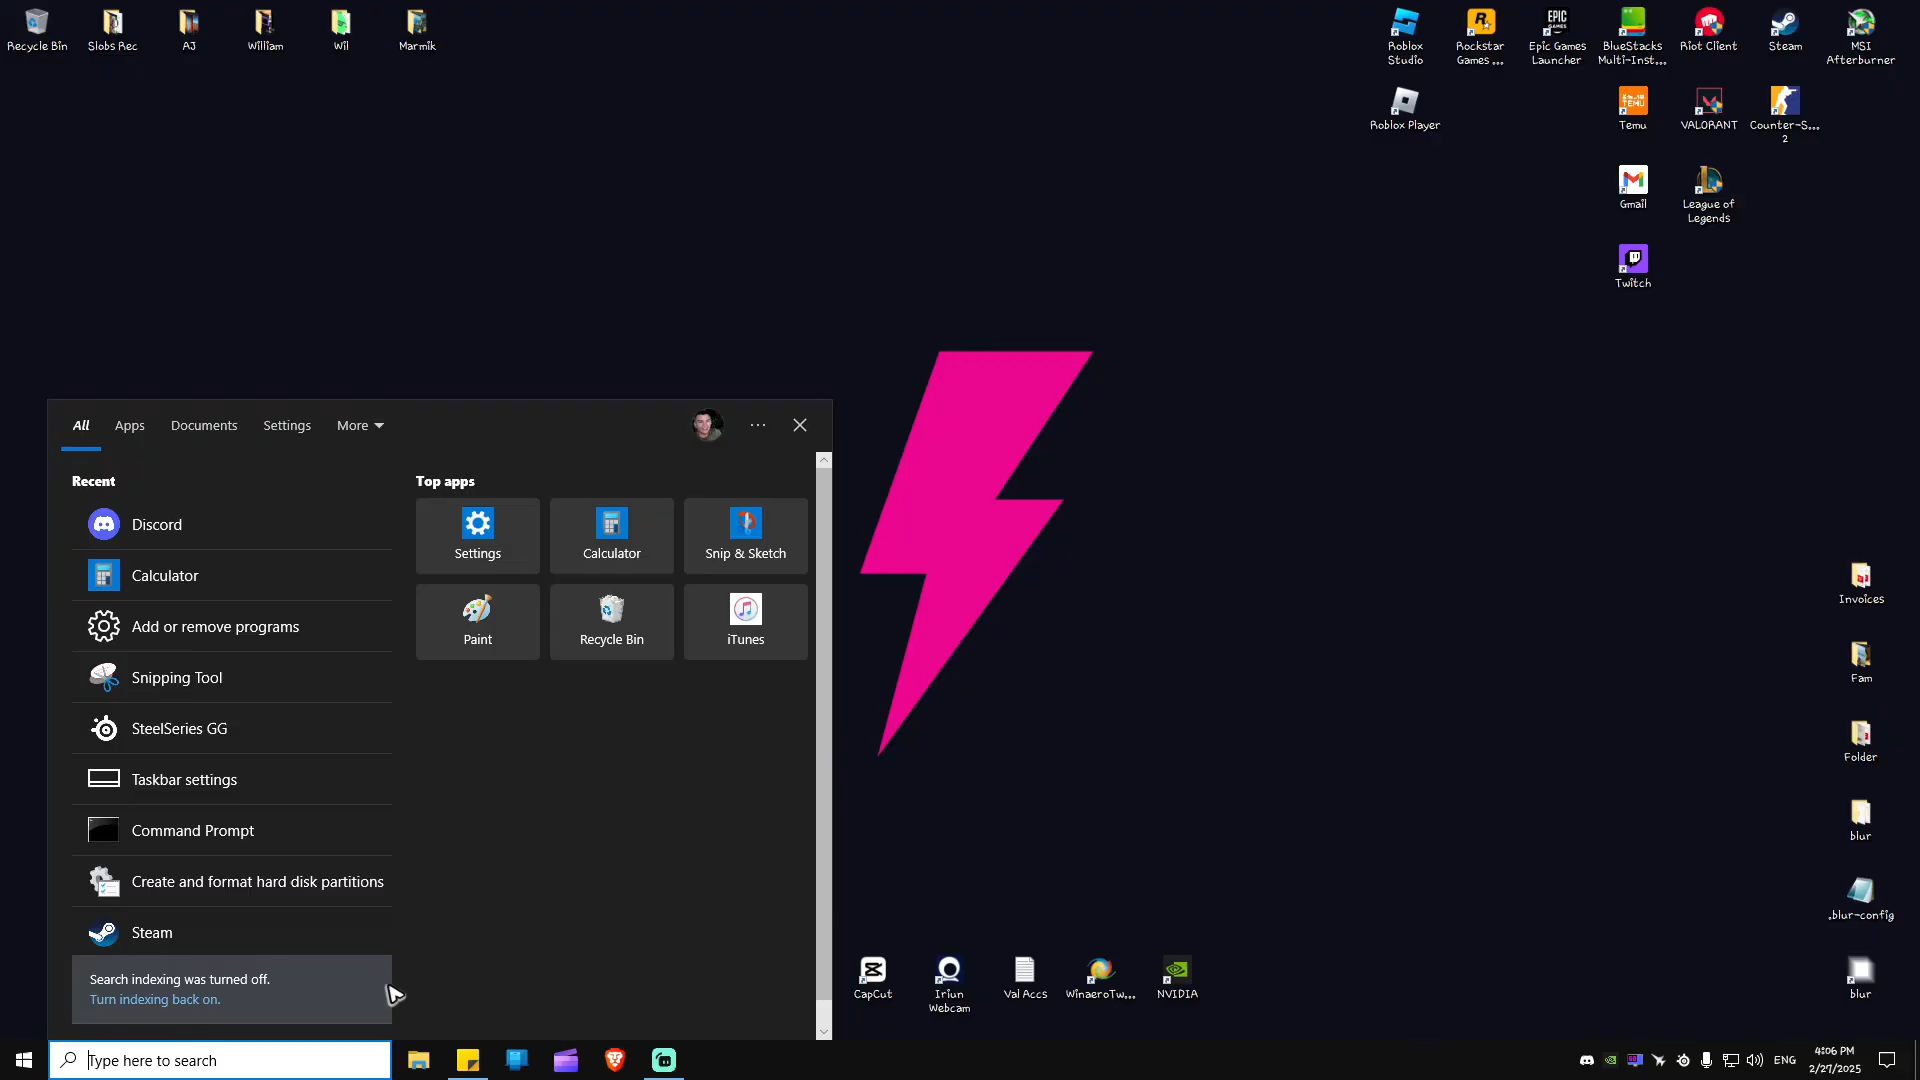 Recycle Bin
Slobs Rec
AJ
William
Wil
Marmik
Roblox
Studio
Rockstar
Games ...
Epic Games
Launcher
BlueStacks
Multi-Inst...
Riot Client
Steam
MSI
Afterburner
Roblox Player
Temu
VALORANT
Counter-S...
2
Gmail
League of
Legends
Twitch
All
Apps
Documents
Settings
More
Recent
Discord
Calculator
Add or remove programs
Snipping Tool
SteelSeries GG
Taskbar settings
Command Prompt
Create and format hard disk partitions
Steam
Search indexing was turned off.
Turn indexing back on.
Top apps
Settings
Calculator
Snip & Sketch
Paint
Recycle Bin
iTunes
Invoices
Fam
Folder
blur
.blur-config
blur
CapCut
Iriun
Webcam
Val Accs
WinaeroTw...
NVIDIA
Type here to search
ENG
4:06 PM
2/27/2025